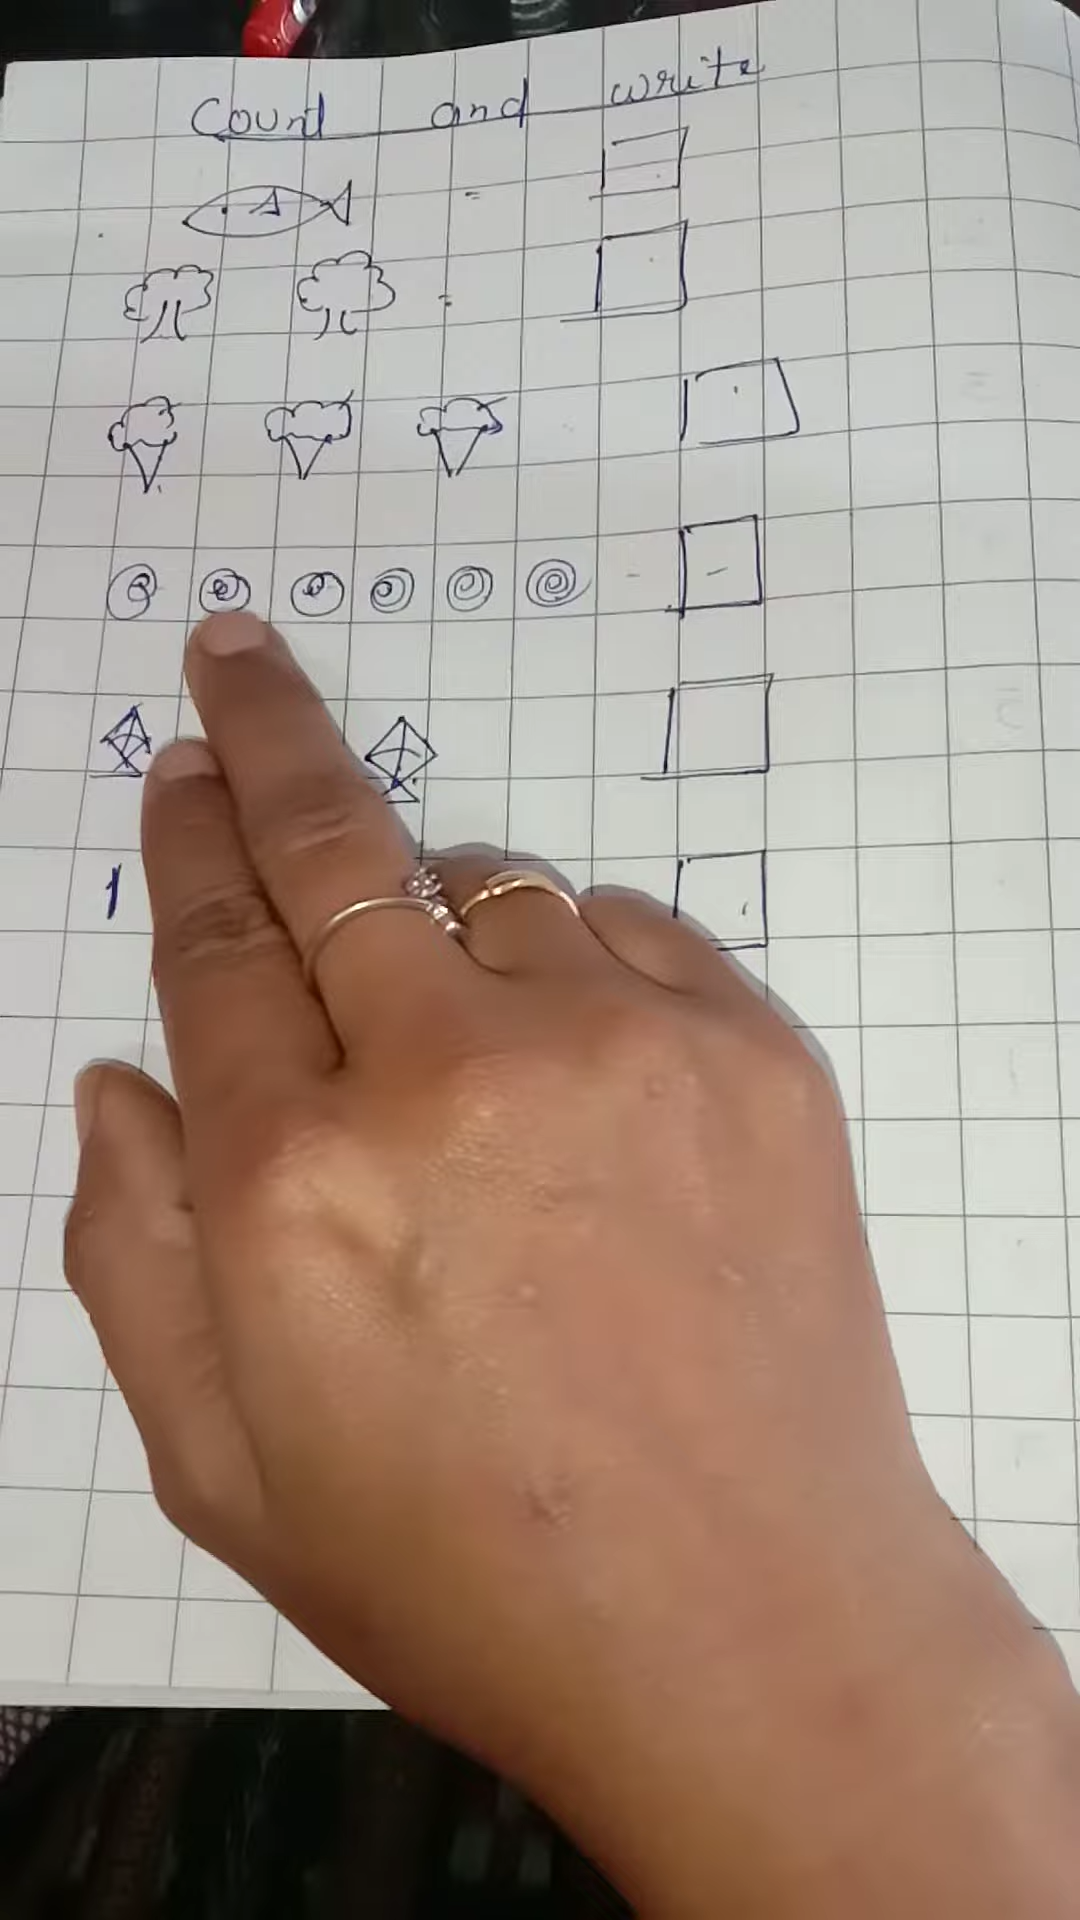 Count and write
=
=
-
1